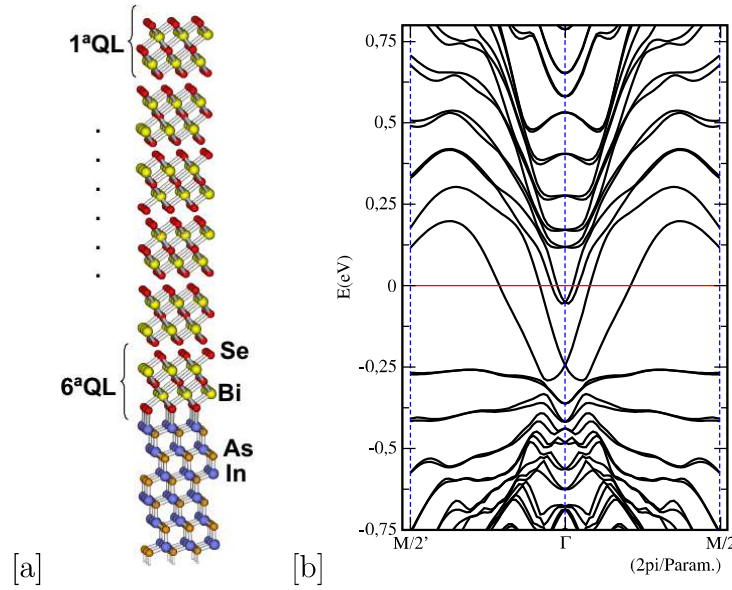 1ªQL
6ªQL
Se
Bi
As
In
[a]
E(eV)
0,75
0,5
0,25
0
-0,25
-0,5
-0,75
M/2'
Γ
M/2
(2pi/Param.)
[b]